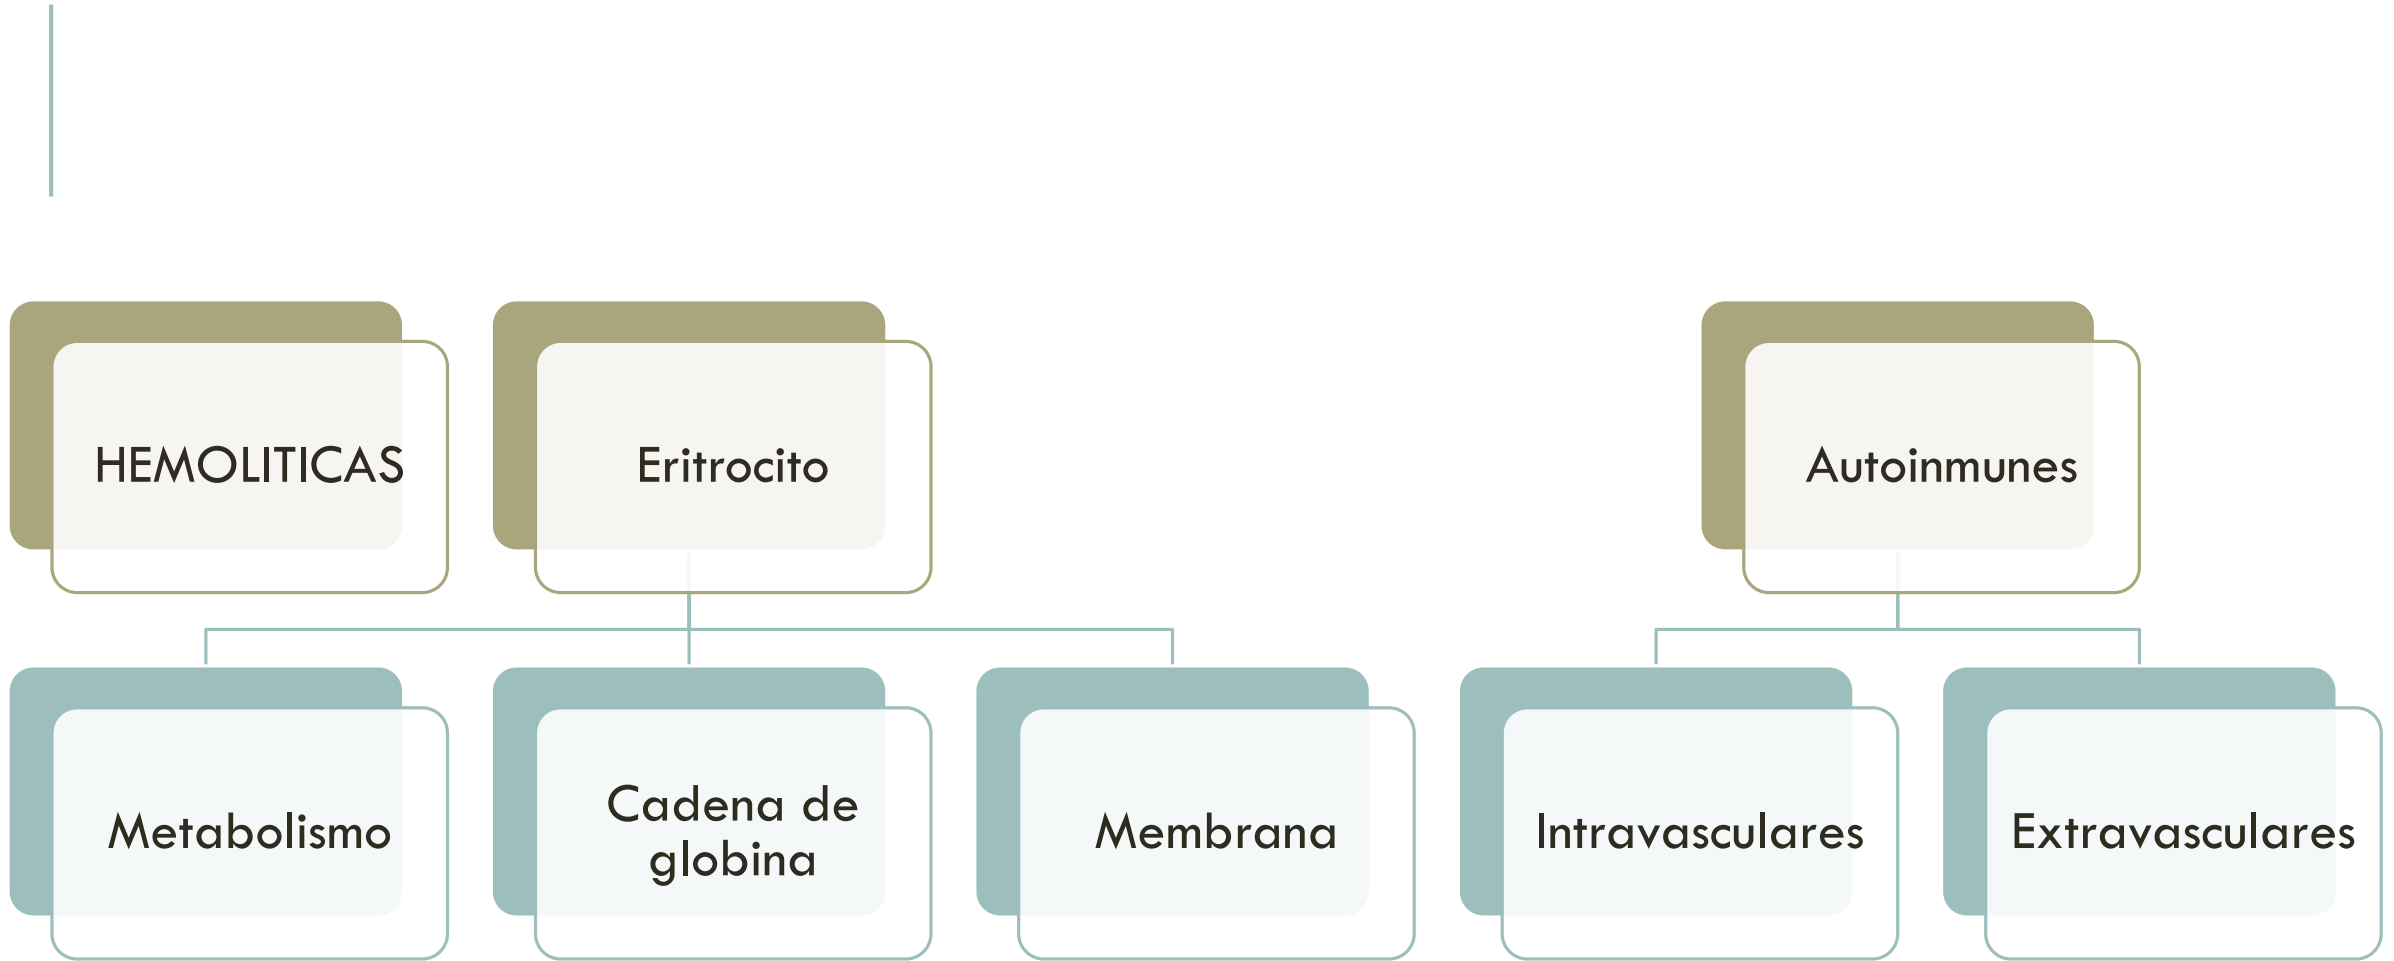 HEMOLITICAS
Eritrocito
Autoinmunes
Metabolismo
Cadena de
globina
Membrana
Intravasculares
Extravasculares